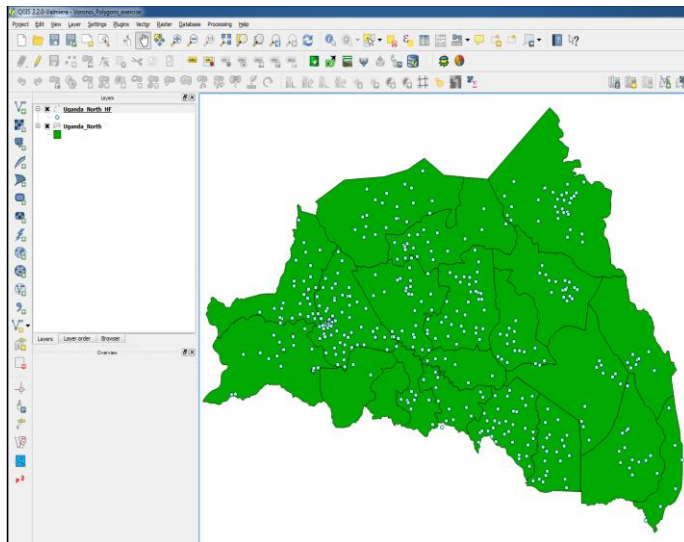 QGIS 2.2.0-Valmiera - Voronoi_Polygons_exercise
Project Edit View Layer Settings Plugins Vector Raster Database Processing Help
Layers
Uganda_North_HF
Uganda_North
Layers Layer order Browser
Overview